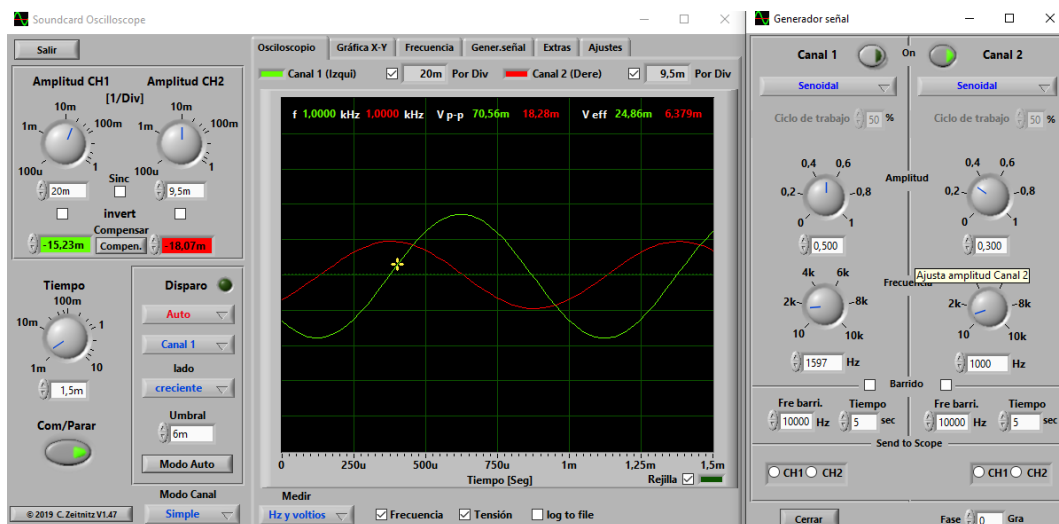 Soundcard Oscilloscope
Salir
Amplitud CH1
Amplitud CH2
[1/Div]
10m
10m
1m
100m
1m
100m
100u
1
100u
1
Sinc
20m
9,5m
invert
Compensar
-15,23m
Compen.
-18,07m
Tiempo
100m
10m
1
1m
10
1,5m
Com/Parar
Disparo
Auto
Canal 1
lado
creciente
Umbral
6m
Modo Auto
Modo Canal
Simple
© 2019 C. Zeitnitz V1.47
Osciloscopio
Gráfica X-Y
Frecuencia
Gener.señal
Extras
Ajustes
Canal 1 (Izqui)
20m
Por Div
Canal 2 (Dere)
9,5m
Por Div
f 1,0000 kHz 1,0000 kHz V p-p 70,56m 18,28m V eff 24,86m 6,379m
0
250u
500u
750u
1m
1,25m
1,5m
Tiempo [Seg]
Rejilla
Medir
Hz y voltios
Frecuencia
Tensión
log to file
Generador señal
Canal 1
On
Canal 2
Senoidal
Senoidal
Ciclo de trabajo
50
%
Ciclo de trabajo
50
%
0,4
0,6
0,4
0,6
Amplitud
0,2
0,8
0,2
0,8
0
1
0
1
0,500
0,300
Ajusta amplitud Canal 2
4k
6k
2k
8k
2k
8k
10
10k
10
10k
1597
Hz
1000
Hz
Barrido
Fre barri.
Tiempo
Fre barri.
Tiempo
10000
Hz
5
sec
10000
Hz
5
sec
Send to Scope
CH1
CH2
CH1
CH2
Cerrar
Fase
0
Gra